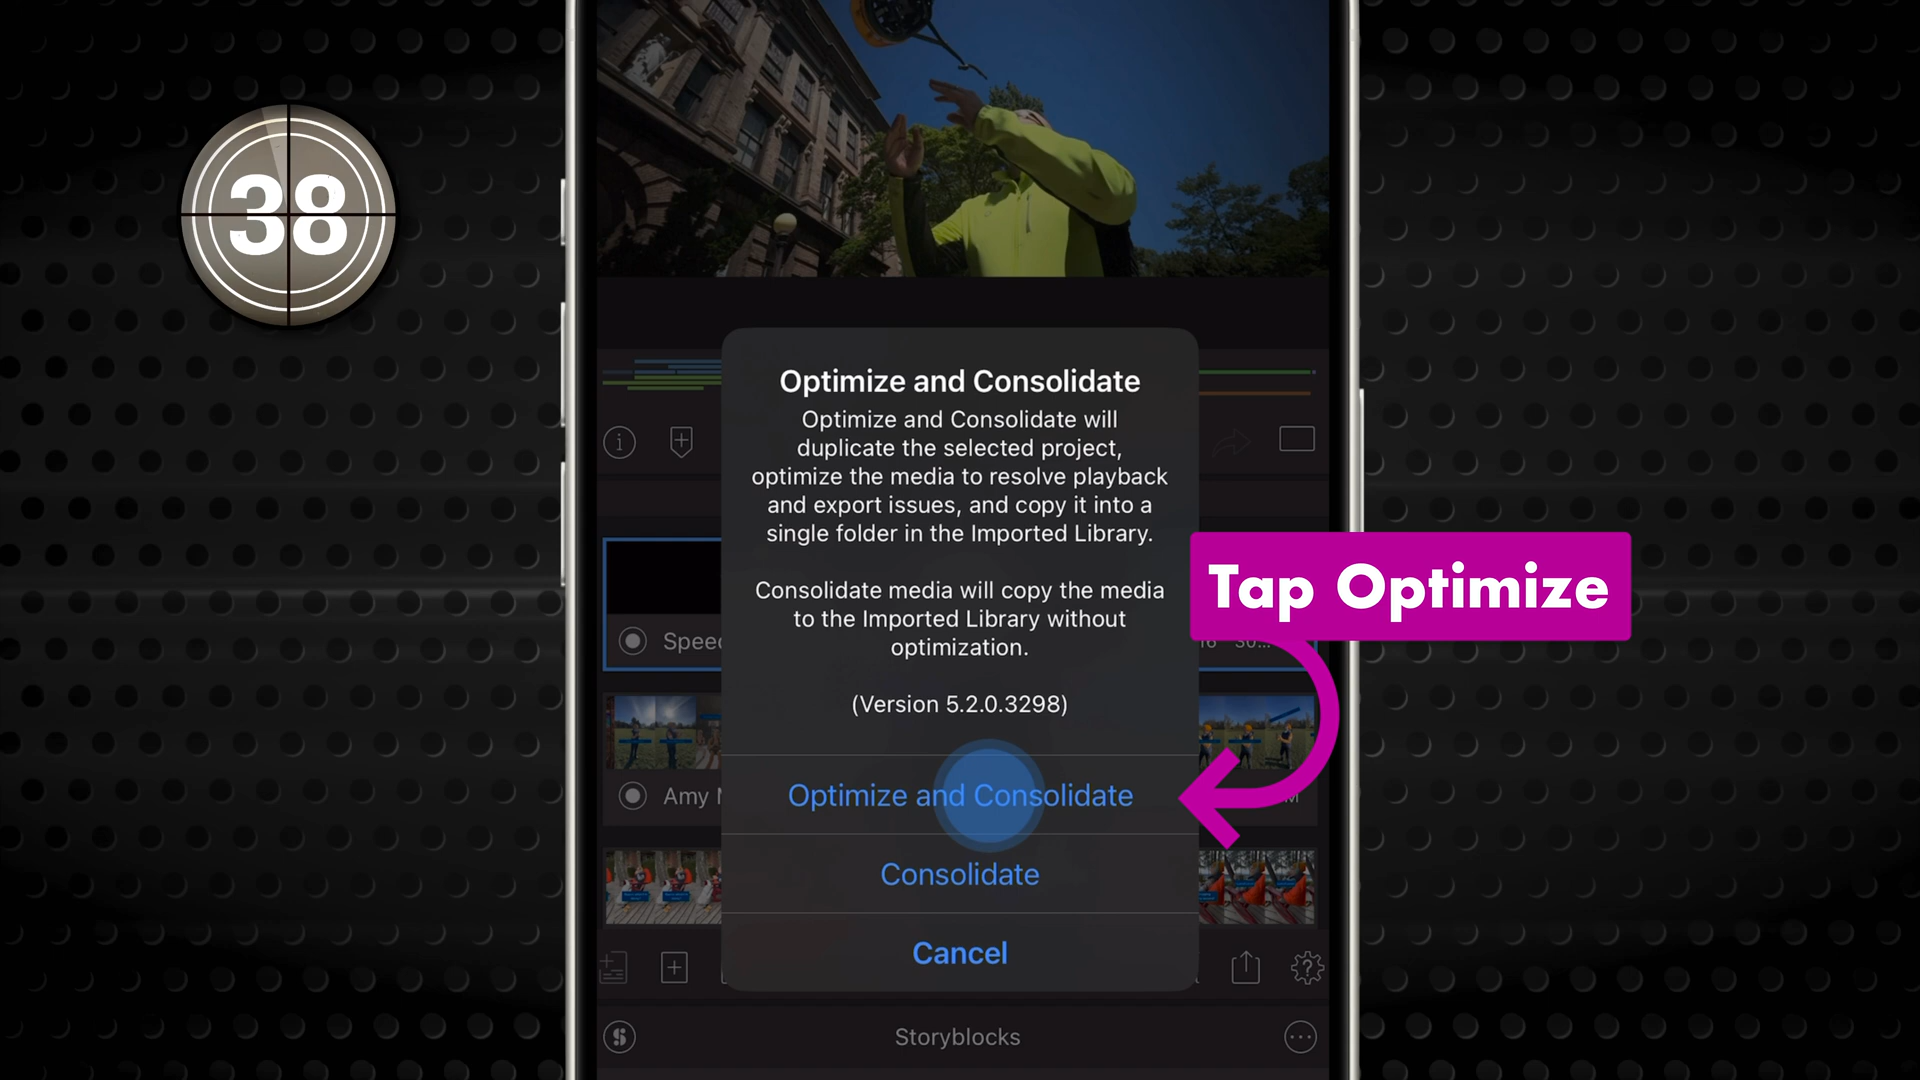 38
Optimize and Consolidate
Optimize and Consolidate will
duplicate the selected project,
optimize the media to resolve playback
and export issues, and copy it into a
single folder in the Imported Library.
Consolidate media will copy the media
to the Imported Library without
optimization.
(Version 5.2.0.3298)
Tap Optimize
Optimize and Consolidate
Amy
Consolidate
Cancel
Storyblocks